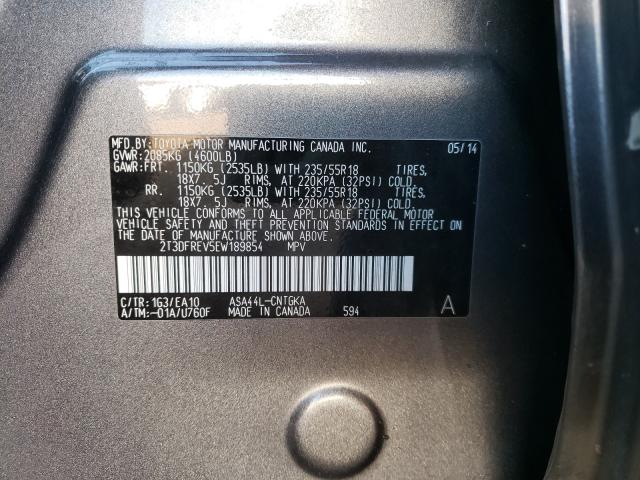 MFD.BY:TOYOTA MOTOR MANUFACTURING CANADA INC. 05/14
GVWR:2085KG (4600LB)
GAWR:FRT. 1150KG (2535LB) WITH 235/55R18 TIRES,
18X7. 5J RIMS, AT 220KPA (32PSI) COLD.
RR. 1150KG (2535LB) WITH 235/55R18 TIRES,
18X7. 5J RIMS, AT 220KPA (32PSI) COLD.
THIS VEHICLE CONFORMS TO ALL APPLICABLE FEDERAL MOTOR
VEHICLE SAFETY AND THEFT PREVENTION STANDARDS IN EFFECT ON
THE DATE OF MANUFACTURE SHOWN ABOVE.
2T3DFREV5EW189854 MPV
C/TR:1G3/EA10 ASA44L-CNTGKA
A/TM:-01A/U760F MADE IN CANADA 594 A